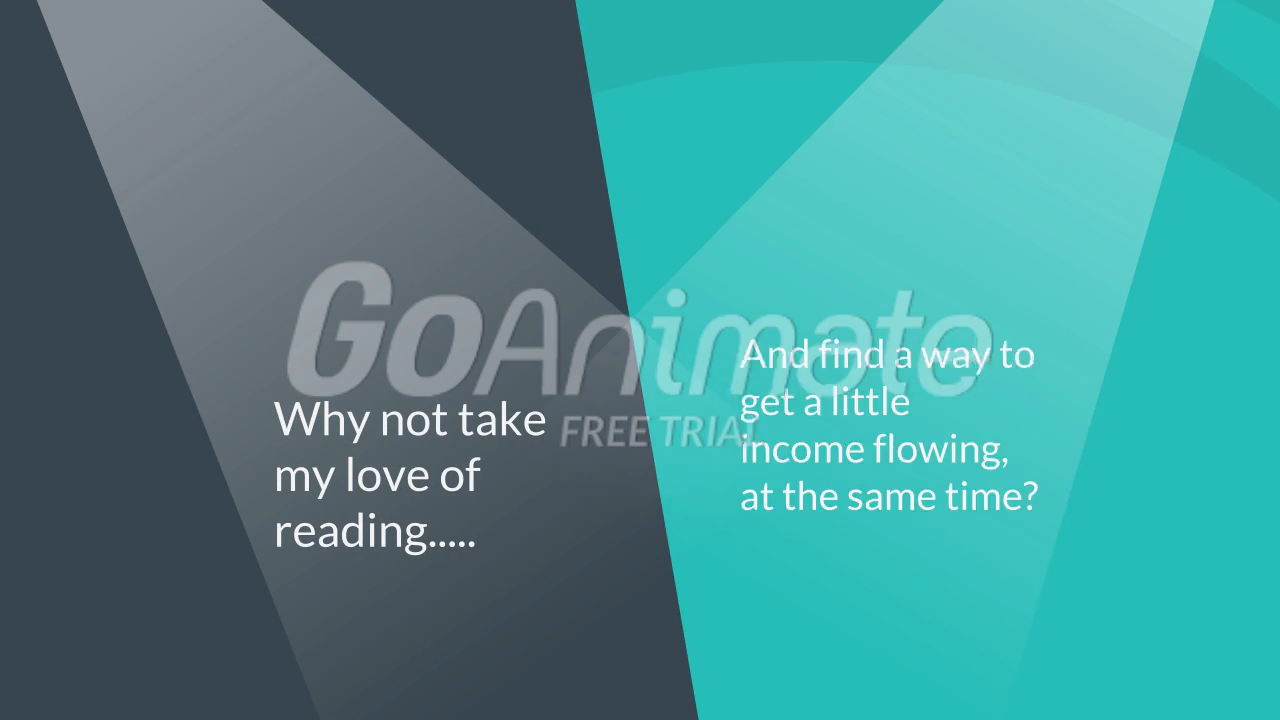 GoAnimate
FREE TRIAL
Why not take
my love of
reading.....
And find a way to
get a little
income flowing,
at the same time?